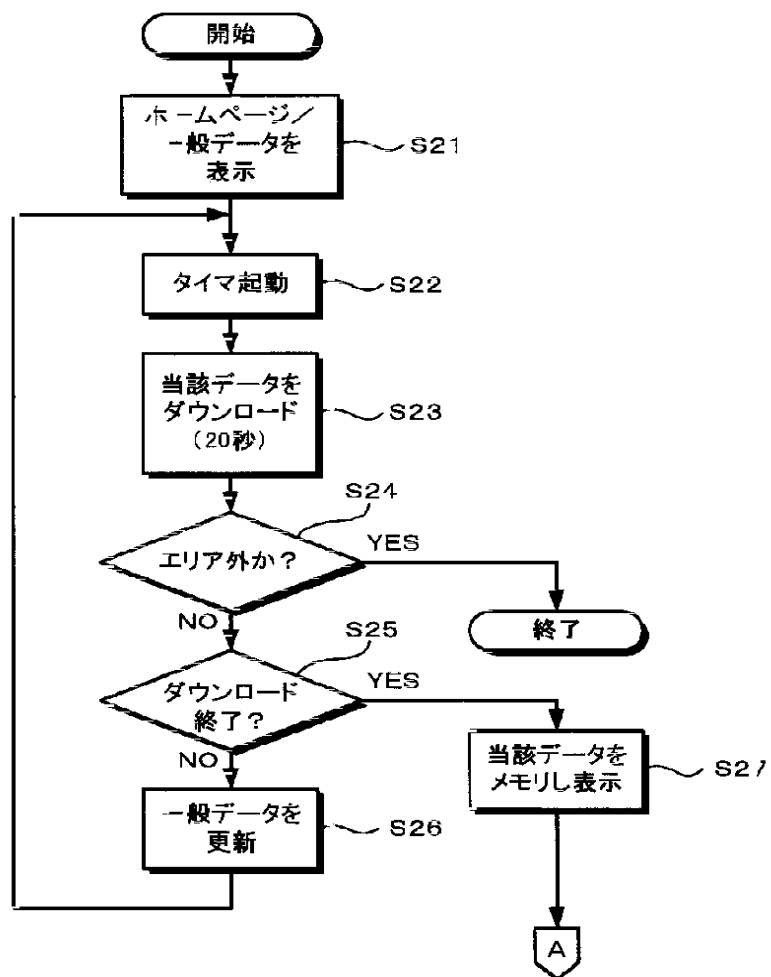 開始
ホームページ／
一般データを
表示
S21
タイマ起動
S22
当該データを
ダウンロード
(20秒)
S23
S24
エリア外か？
YES
NO
終了
S25
ダウンロード
終了？
YES
NO
当該データを
メモリし表示
S27
一般データを
更新
S26
A